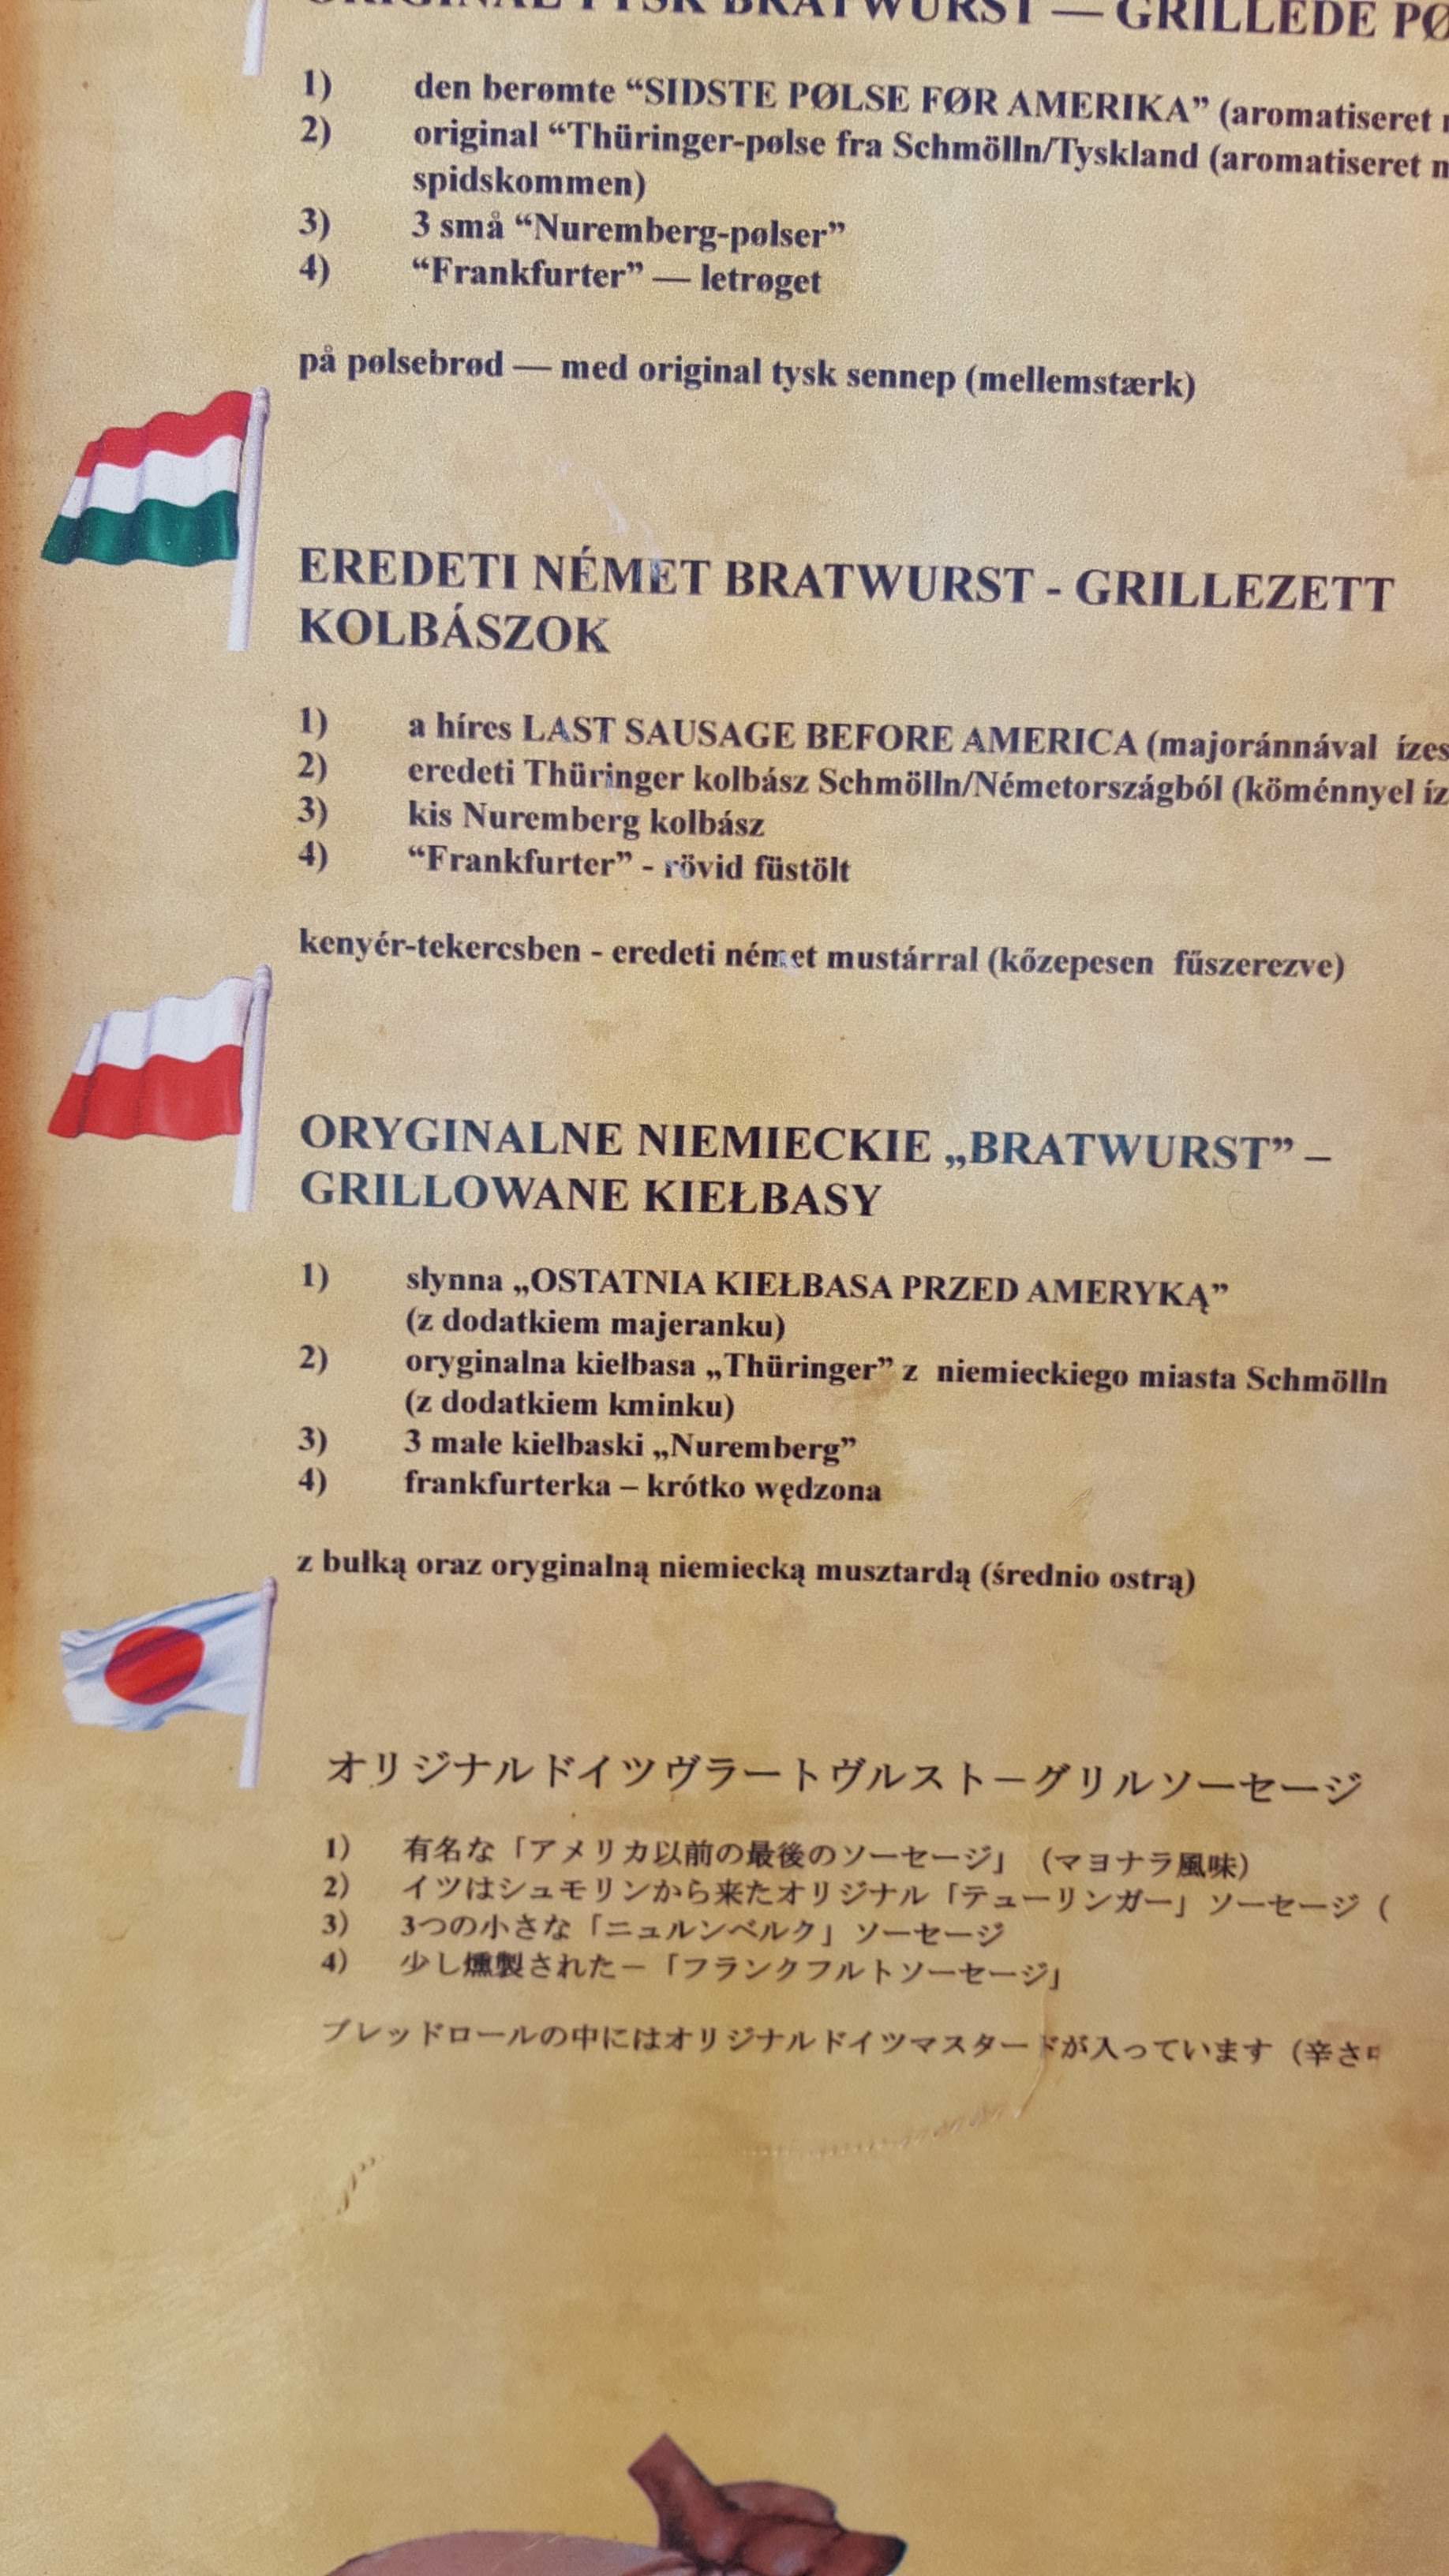 ORIGINAL TYSK BRATWURST — GRILLEDE
1) den berømte “SIDSTE PØLSE FØR AMERIKA” (aromatiseret
2) original “Thüringer-pølse fra Schmölln/Tyskland (aromatiseret
spidskommen)
3) 3 små “Nuremberg-pølser”
4) “Frankfurter” — letrøget
på pølsebrød — med original tysk sennep (mellemstærk)
EREDETI NÉMET BRATWURST - GRILLEZETT
KOLBÁSZOK
1) a híres LAST SAUSAGE BEFORE AMERICA (majoránnával
2) eredeti Thüringer kolbász Schmölln/Németországból (köménnyel
3) kis Nuremberg kolbász
4) “Frankfurter” - rövid füstölt
kenyér-tekercsben - eredeti német mustárral (kőzepesen fűszerezve)
ORYGINALNE NIEMIECKIE „BRATWURST” –
GRILLOWANE KIEŁBASY
1) słynna „OSTATNIA KIEŁBASA PRZED AMERYKĄ”
(z dodatkiem majeranku)
2) oryginalna kiełbasa „Thüringer” z niemieckiego miasta Schmölln
(z dodatkiem kminku)
3) 3 małe kiełbaski „Nuremberg”
4) frankfurterka – krótko wędzona
z bułką oraz oryginalną niemiecką musztardą (średnio ostrą)
オリジナルドイツヴラートヴルストーグリルソーセージ
1) 有名な「アメリカ以前の最後のソーセージ」（マヨナラ風味）
2) イツはシュモリンから来たオリジナル「テューリンガー」ソーセージ（
3) 3つの小さな「ニュルンベルク」ソーセージ
4) 少し燻製された－「フランクフルトソーセージ」
ブレッドロールの中にはオリジナルドイツマスタードが入っています（辛さ